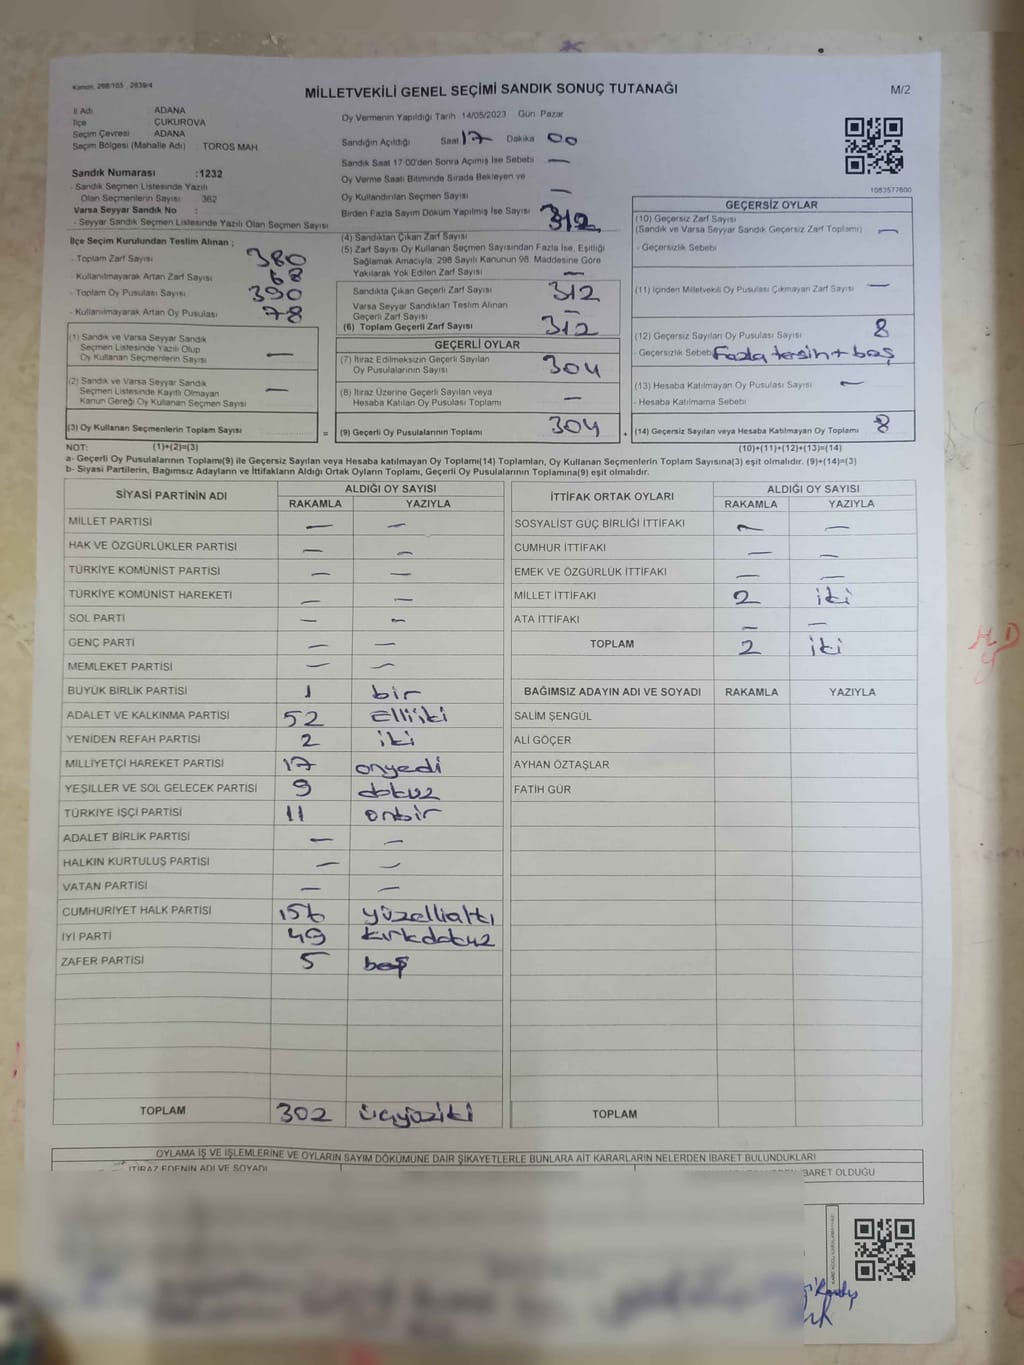 Kanun, 298/105 , 2839/4
MİLLETVEKİLİ GENEL SEÇİMİ SANDIK SONUÇ TUTANAĞI
M/2
İl Adı ADANA
İlçe ÇUKUROVA
Seçim Çevresi ADANA
Seçim Bölgesi (Mahalle Adı) TOROS MAH
Sandık Numarası :1232
- Sandık Seçmen Listesinde Yazılı
Olan Seçmenlerin Sayısı 362
Varsa Seyyar Sandık No :
- Seyyar Sandık Seçmen Listesinde Yazılı Olan Seçmen Sayısı
Oy Vermenin Yapıldığı Tarih 14/05/2023 Gün Pazar
Sandığın Açıldığı Saat 17 Dakika 00
Sandık Saat 17:00'den Sonra Açımış İse Sebebi —
Oy Verme Saati Bitiminde Sırada Bekleyen ve
Oy Kullandırılan Seçmen Sayısı —
Birden Fazla Sayım Döküm Yapılmış İse Sayısı
312
1083577600
İlçe Seçim Kurulundan Teslim Alınan ;
- Toplam Zarf Sayısı 380
- Kullanılmayarak Artan Zarf Sayısı 68
- Toplam Oy Pusulası Sayısı 390
- Kullanılmayarak Artan Oy Pusulası 78
(1) Sandık ve Varsa Seyyar Sandık
Seçmen Listesinde Yazılı Olup
Oy Kullanan Seçmenlerin Sayısı —
(2) Sandık ve Varsa Seyyar Sandık
Seçmen Listesinde Kayıtlı Olmayan
Kanun Gereği Oy Kullanan Seçmen Sayısı —
(3) Oy Kullanan Seçmenlerin Toplam Sayısı =
(4) Sandıktan Çıkan Zarf Sayısı
(5) Zarf Sayısı Oy Kullanan Seçmen Sayısından Fazla İse, Eşitliği
Sağlamak Amacıyla, 298 Sayılı Kanunun 98. Maddesine Göre
Yakılarak Yok Edilen Zarf Sayısı —
Sandıkta Çıkan Geçerli Zarf Sayısı 312
Varsa Seyyar Sandıktan Teslim Alınan
Geçerli Zarf Sayısı —
(6) Toplam Geçerli Zarf Sayısı 312
GEÇERLİ OYLAR
(7) İtiraz Edilmeksizin Geçerli Sayılan
Oy Pusulalarının Sayısı 304
(8) İtiraz Üzerine Geçerli Sayılan veya
Hesaba Katılan Oy Pusulası Toplamı —
(9) Geçerli Oy Pusulalarının Toplamı 304 +
GEÇERSİZ OYLAR
(10) Geçersiz Zarf Sayısı
(Sandık ve Varsa Seyyar Sandık Geçersiz Zarf Toplamı) —
- Geçersizlik Sebebi
(11) İçinden Milletvekili Oy Pusulası Çıkmayan Zarf Sayısı —
(12) Geçersiz Sayılan Oy Pusulası Sayısı 8
- Geçersizlik Sebebi Fazla tercih + boş
(13) Hesaba Katılmayan Oy Pusulası Sayısı —
- Hesaba Katılmama Sebebi
(14) Geçersiz Sayılan veya Hesaba Katılmayan Oy Toplamı 8
NOT: (1)+(2)=(3) (10)+(11)+(12)+(13)=(14)
a- Geçerli Oy Pusulalarının Toplamı(9) ile Geçersiz Sayılan veya Hesaba katılmayan Oy Toplamı(14) Toplamları, Oy Kullanan Seçmenlerin Toplam Sayısına(3) eşit olmalıdır. (9)+(14)=(3)
b- Siyasi Partilerin, Bağımsız Adayların ve İttifakların Aldığı Ortak Oyların Toplamı, Geçerli Oy Pusulalarının Toplamına(9) eşit olmalıdır.
SİYASİ PARTİNİN ADI ALDIĞI OY SAYISI
RAKAMLA YAZIYLA
MİLLET PARTİSİ — —
HAK VE ÖZGÜRLÜKLER PARTİSİ — —
TÜRKİYE KOMÜNİST PARTİSİ — —
TÜRKİYE KOMÜNİST HAREKETİ — —
SOL PARTİ — —
GENÇ PARTİ — —
MEMLEKET PARTİSİ — —
BÜYÜK BİRLİK PARTİSİ 1 bir
ADALET VE KALKINMA PARTİSİ 52 Elliiki
YENİDEN REFAH PARTİSİ 2 iki
MİLLİYETÇİ HAREKET PARTİSİ 17 onyedi
YEŞİLLER VE SOL GELECEK PARTİSİ 9 dokuz
TÜRKİYE İŞÇİ PARTİSİ 11 onbir
ADALET BİRLİK PARTİSİ — —
HALKIN KURTULUŞ PARTİSİ — —
VATAN PARTİSİ — —
CUMHURİYET HALK PARTİSİ 156 yüzellialtı
İYİ PARTİ 49 kırkdokuz
ZAFER PARTİSİ 5 beş
TOPLAM 302 üçyüziki
İTTİFAK ORTAK OYLARI ALDIĞI OY SAYISI
RAKAMLA YAZIYLA
SOSYALİST GÜÇ BİRLİĞİ İTTİFAKI — —
CUMHUR İTTİFAKI — —
EMEK VE ÖZGÜRLÜK İTTİFAKI — —
MİLLET İTTİFAKI 2 iki
ATA İTTİFAKI — —
TOPLAM 2 iki
BAĞIMSIZ ADAYIN ADI VE SOYADI RAKAMLA YAZIYLA
SALİM ŞENGÜL
ALİ GÖÇER
AYHAN ÖZTAŞLAR
FATİH GÜR
TOPLAM
OYLAMA İŞ VE İŞLEMLERİNE VE OYLARIN SAYIM DÖKÜMÜNE DAİR ŞİKAYETLERLE BUNLARA AİT KARARLARIN NELERDEN İBARET BULUNDUKLARI
İTİRAZ EDENİN ADI VE SOYADI
İBARET OLDUĞU